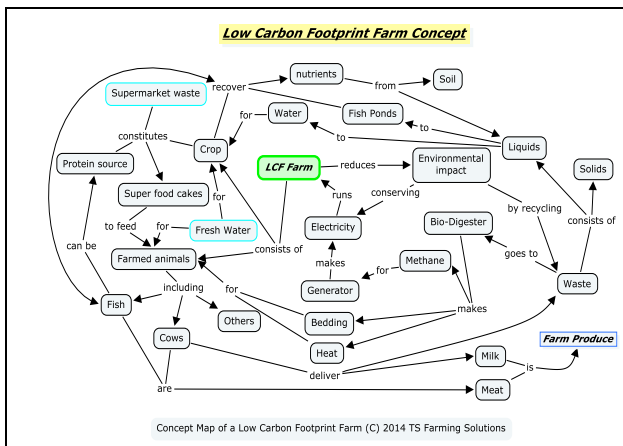 Low Carbon Footprint Farm Concept
nutrients
Soil
recover
from
Supermarket waste
Water
Fish Ponds
for
to
to
Liquids
constitutes
Crop
Protein source
LCF Farm
reduces
Environmental
impact
Solids
Super food cakes
for
conserving
runs
by recycling
consists of
to feed
for
Fresh Water
Electricity
Bio-Digester
can be
Farmed animals
consists of
goes to
makes
for
Methane
Waste
including
for
Generator
Fish
Others
Bedding
makes
Cows
Heat
Farm Produce
deliver
Milk
is
are
Meat
Concept Map of a Low Carbon Footprint Farm (C) 2014 TS Farming Solutions